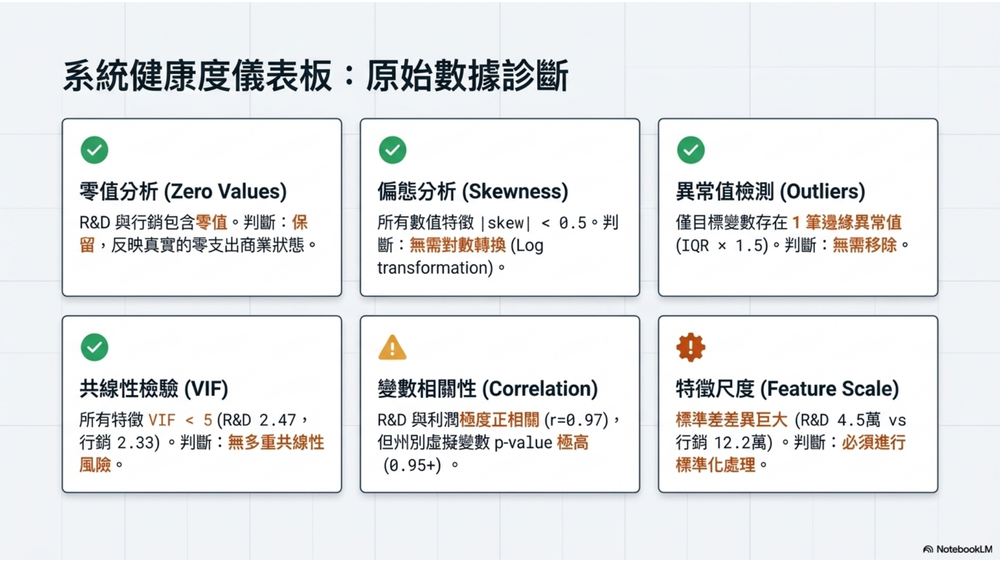 系統健康度儀表板：原始數據診斷
零值分析 (Zero Values)
R&D 與行銷包含零值。判斷：保
留，反映真實的零支出商業狀態。
偏態分析 (Skewness)
所有數值特徵 |skew| < 0.5。判
斷：無需對數轉換 (Log
transformation)。
異常值檢測 (Outliers)
僅目標變數存在 1 筆邊緣異常值
(IQR × 1.5)。判斷：無需移除。
共線性檢驗 (VIF)
所有特徵 VIF < 5 (R&D 2.47，
行銷 2.33) 。判斷：無多重共線性
風險。
變數相關性 (Correlation)
R&D 與利潤極度正相關 (r=0.97)，
但州別虛擬變數 p-value 極高
(0.95+) 。
特徵尺度 (Feature Scale)
標準差差異巨大 (R&D 4.5萬 vs
行銷 12.2萬) 。判斷：必須進行
標準化處理。
NotebookLM